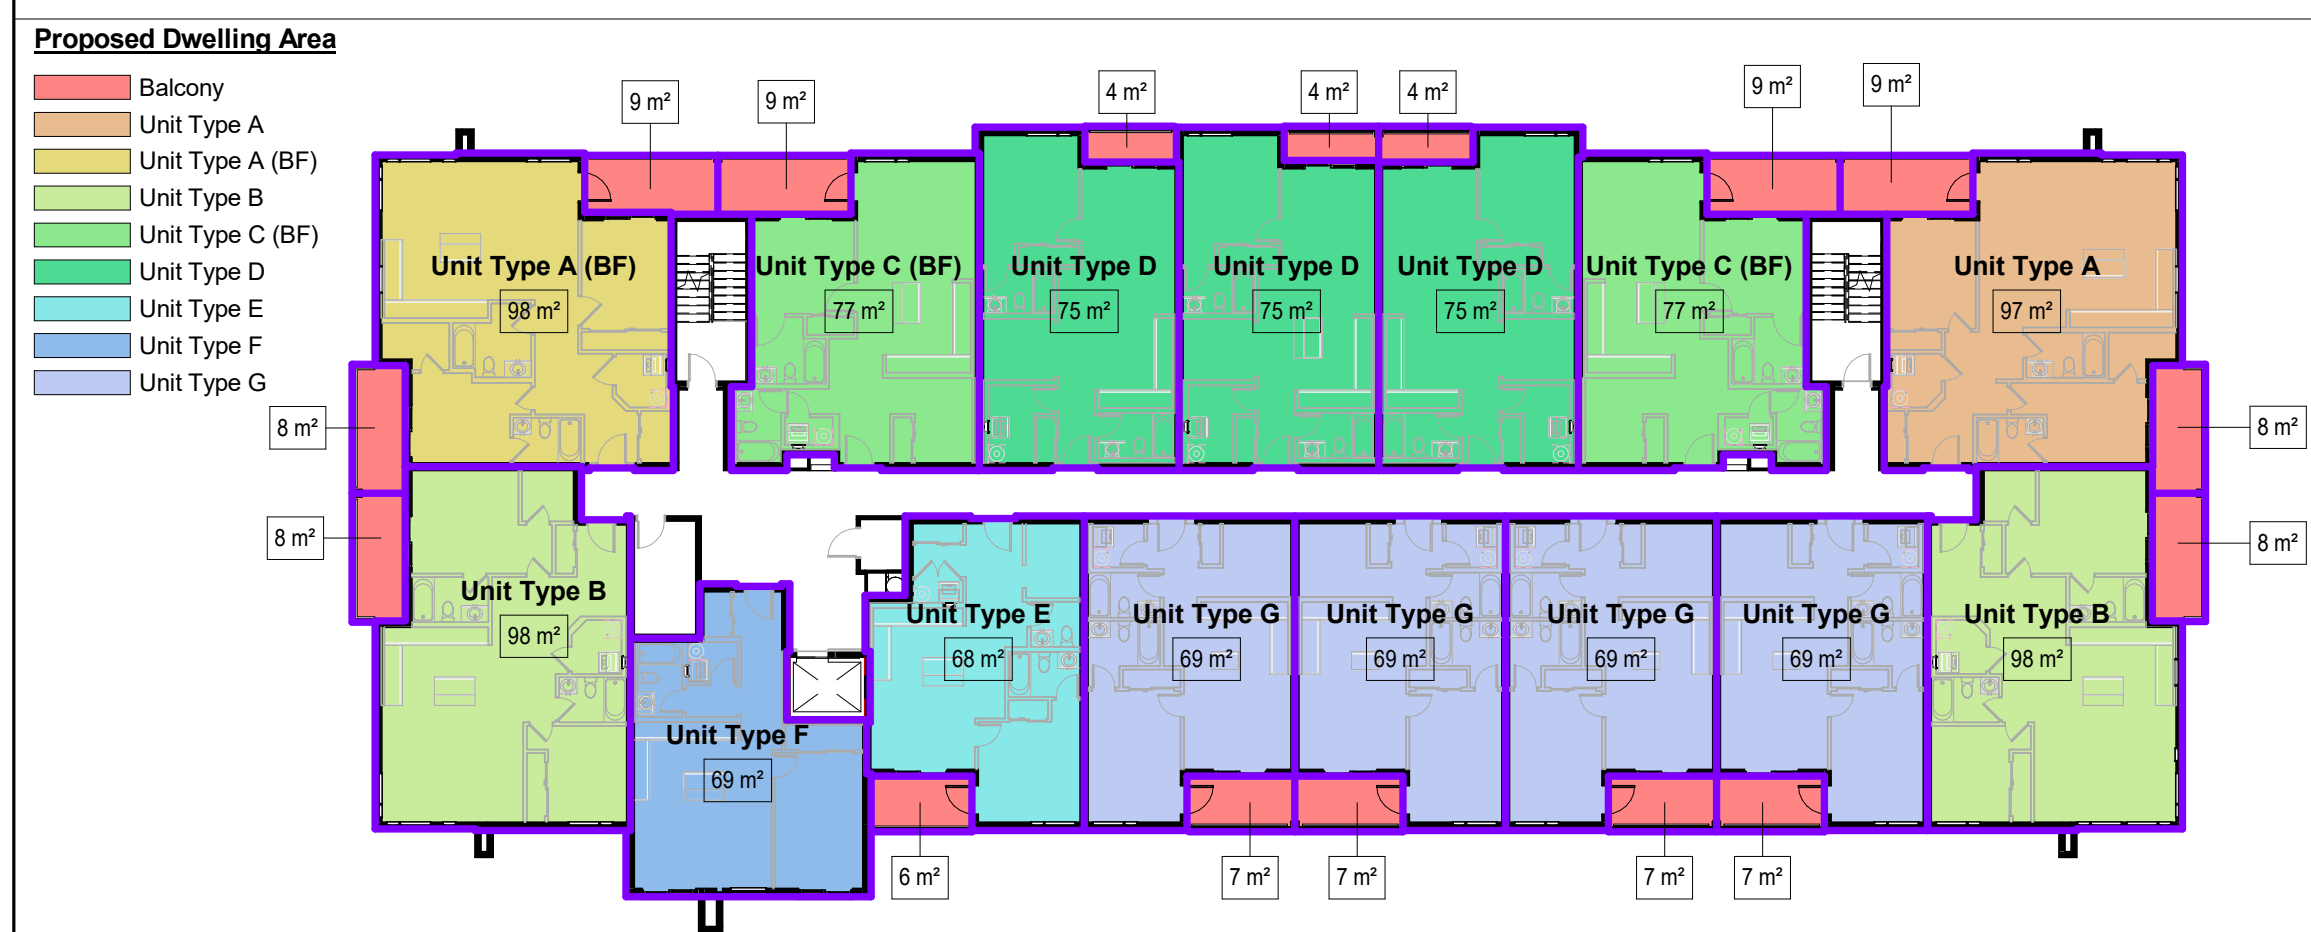 Proposed Dwelling Area
Balcony
Unit Type A
Unit Type A (BF)
Unit Type B
Unit Type C (BF)
Unit Type D
Unit Type E
Unit Type F
Unit Type G
9 m²
9 m²
4 m²
4 m²
4 m²
9 m²
9 m²
Unit Type A (BF)
98 m²
Unit Type C (BF)
77 m²
Unit Type D
75 m²
Unit Type D
75 m²
Unit Type D
75 m²
Unit Type C (BF)
77 m²
Unit Type A
97 m²
8 m²
8 m²
8 m²
8 m²
Unit Type B
98 m²
Unit Type F
69 m²
Unit Type E
68 m²
Unit Type G
69 m²
Unit Type G
69 m²
Unit Type G
69 m²
Unit Type G
69 m²
Unit Type B
98 m²
6 m²
7 m²
7 m²
7 m²
7 m²